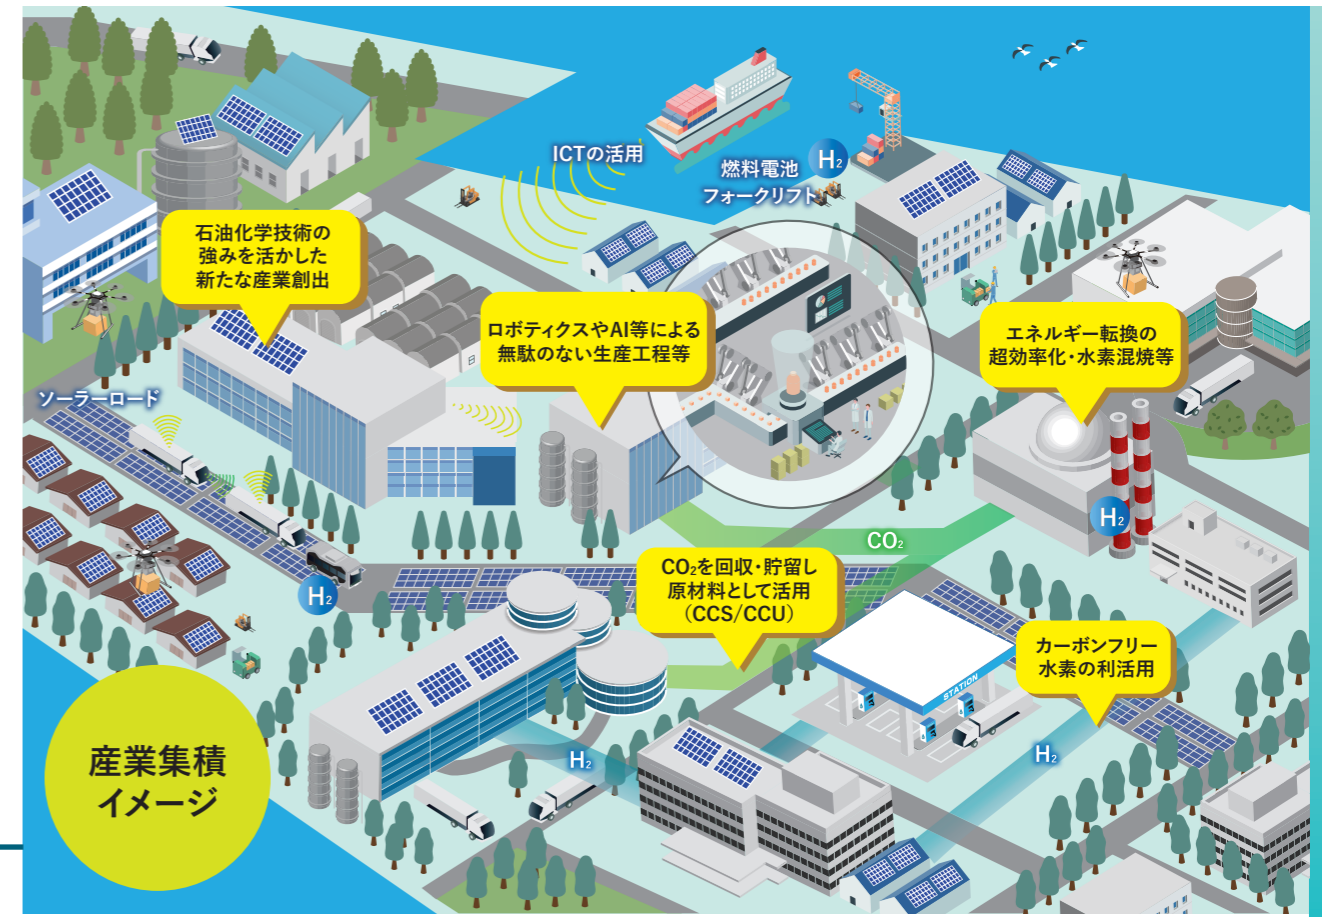 ICTの活用
燃料電池
フォークリフト
H₂
石油化学技術の
強みを活かした
新たな産業創出
ロボティクスやAI等による
無駄のない生産工程等
エネルギー転換の
超効率化・水素混焼等
ソーラーロード
H₂
CO₂
H₂
CO₂を回収・貯留し
原材料として活用
（CCS/CCU）
カーボンフリー
水素の利活用
STATION
H₂
H₂
産業集積
イメージ